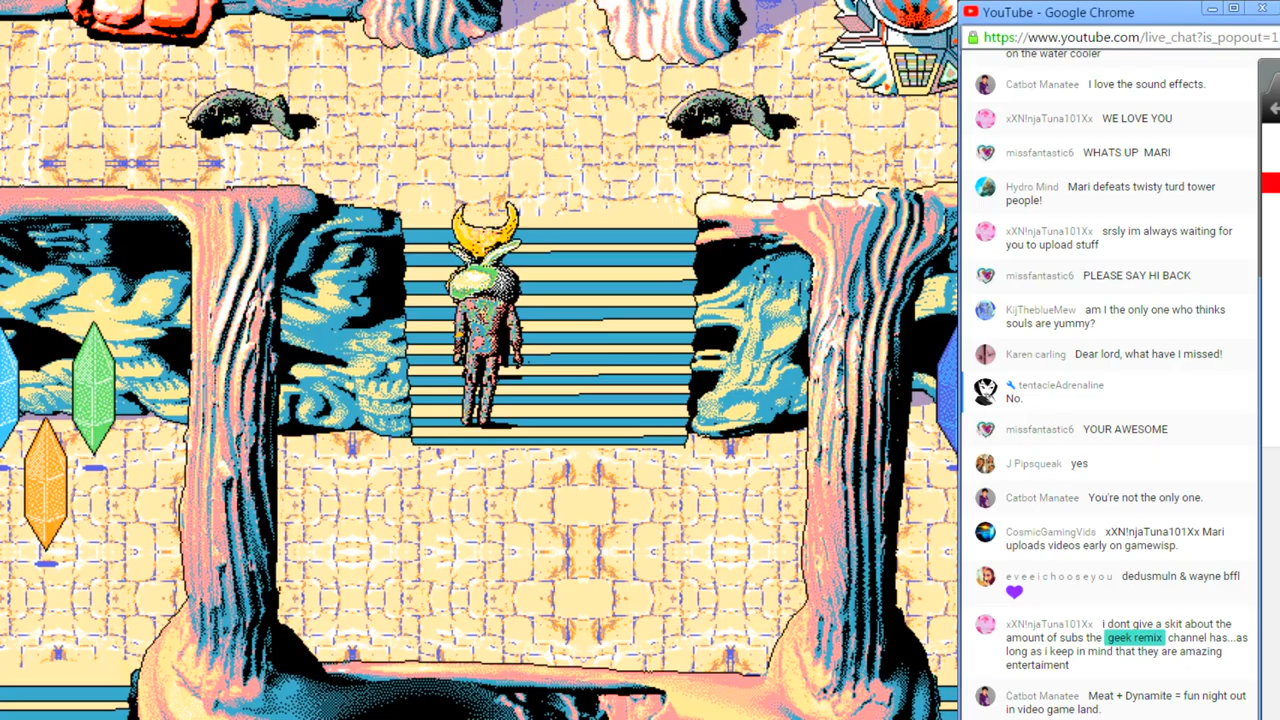 YouTube - Google Chrome
https://www.youtube.com/live_chat?is_popout=1
on the water cooler
Catbot Manatee I love the sound effects.
xXN!njaTuna101Xx WE LOVE YOU
missfantastic6 WHATS UP MARI
Hydro Mind Mari defeats twisty turd tower
people!
xXN!njaTuna101Xx srsly im always waiting for
you to upload stuff
missfantastic6 PLEASE SAY HI BACK
KijTheblueMew am I the only one who thinks
souls are yummy?
Karen carling Dear lord, what have I missed!
tentacleAdrenaline
No.
missfantastic6 YOUR AWESOME
J Pipsqueak yes
Catbot Manatee You're not the only one.
CosmicGamingVids xXN!njaTuna101Xx Mari
uploads videos early on gamewisp.
e v e e i c h o o s e y o u dedusmuln & wayne bffl
xXN!njaTuna101Xx i dont give a skit about the
amount of subs the geek remix channel has...as
long as i keep in mind that they are amazing
entertaiment
Catbot Manatee Meat + Dynamite = fun night out
in video game land.